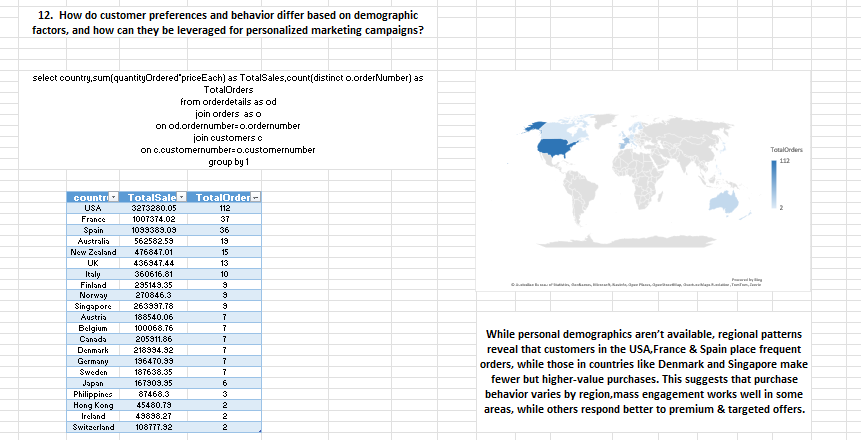 12. How do customer preferences and behavior differ based on demographic
factors, and how can they be leveraged for personalized marketing campaigns?
select country,sum(quantityOrdered*priceEach) as TotalSales,count(distinct o.orderNumber) as
TotalOrders
from orderdetails as od
join orders as o
on od.ordernumber=o.ordernumber
join customers c
on c.customernumber=o.customernumber
group by 1
countr TotalSale TotalOrder
USA 3273280.05 112
France 1007374.02 37
Spain 1099389.09 36
Australia 562582.59 19
New Zealand 476847.01 15
UK 436947.44 13
Italy 360616.81 10
Finland 295149.35 9
Norway 270846.3 9
Singapore 263997.78 9
Austria 188540.06 7
Belgium 100068.76 7
Canada 205911.86 7
Denmark 218994.92 7
Germany 196470.99 7
Sweden 187638.35 7
Japan 167909.95 6
Philippines 87468.3 3
Hong Kong 45480.79 2
Ireland 49898.27 2
Switzerland 108777.92 2
TotalOrders
112
2
Powered by Bing
© Australian Bureau of Statistics, GeoNames, Microsoft, Navinfo, Open Places, OpenStreetMap, TomTom, Zenrin
While personal demographics aren't available, regional patterns
reveal that customers in the USA,France & Spain place frequent
orders, while those in countries like Denmark and Singapore make
fewer but higher-value purchases. This suggests that purchase
behavior varies by region,mass engagement works well in some
areas, while others respond better to premium & targeted offers.